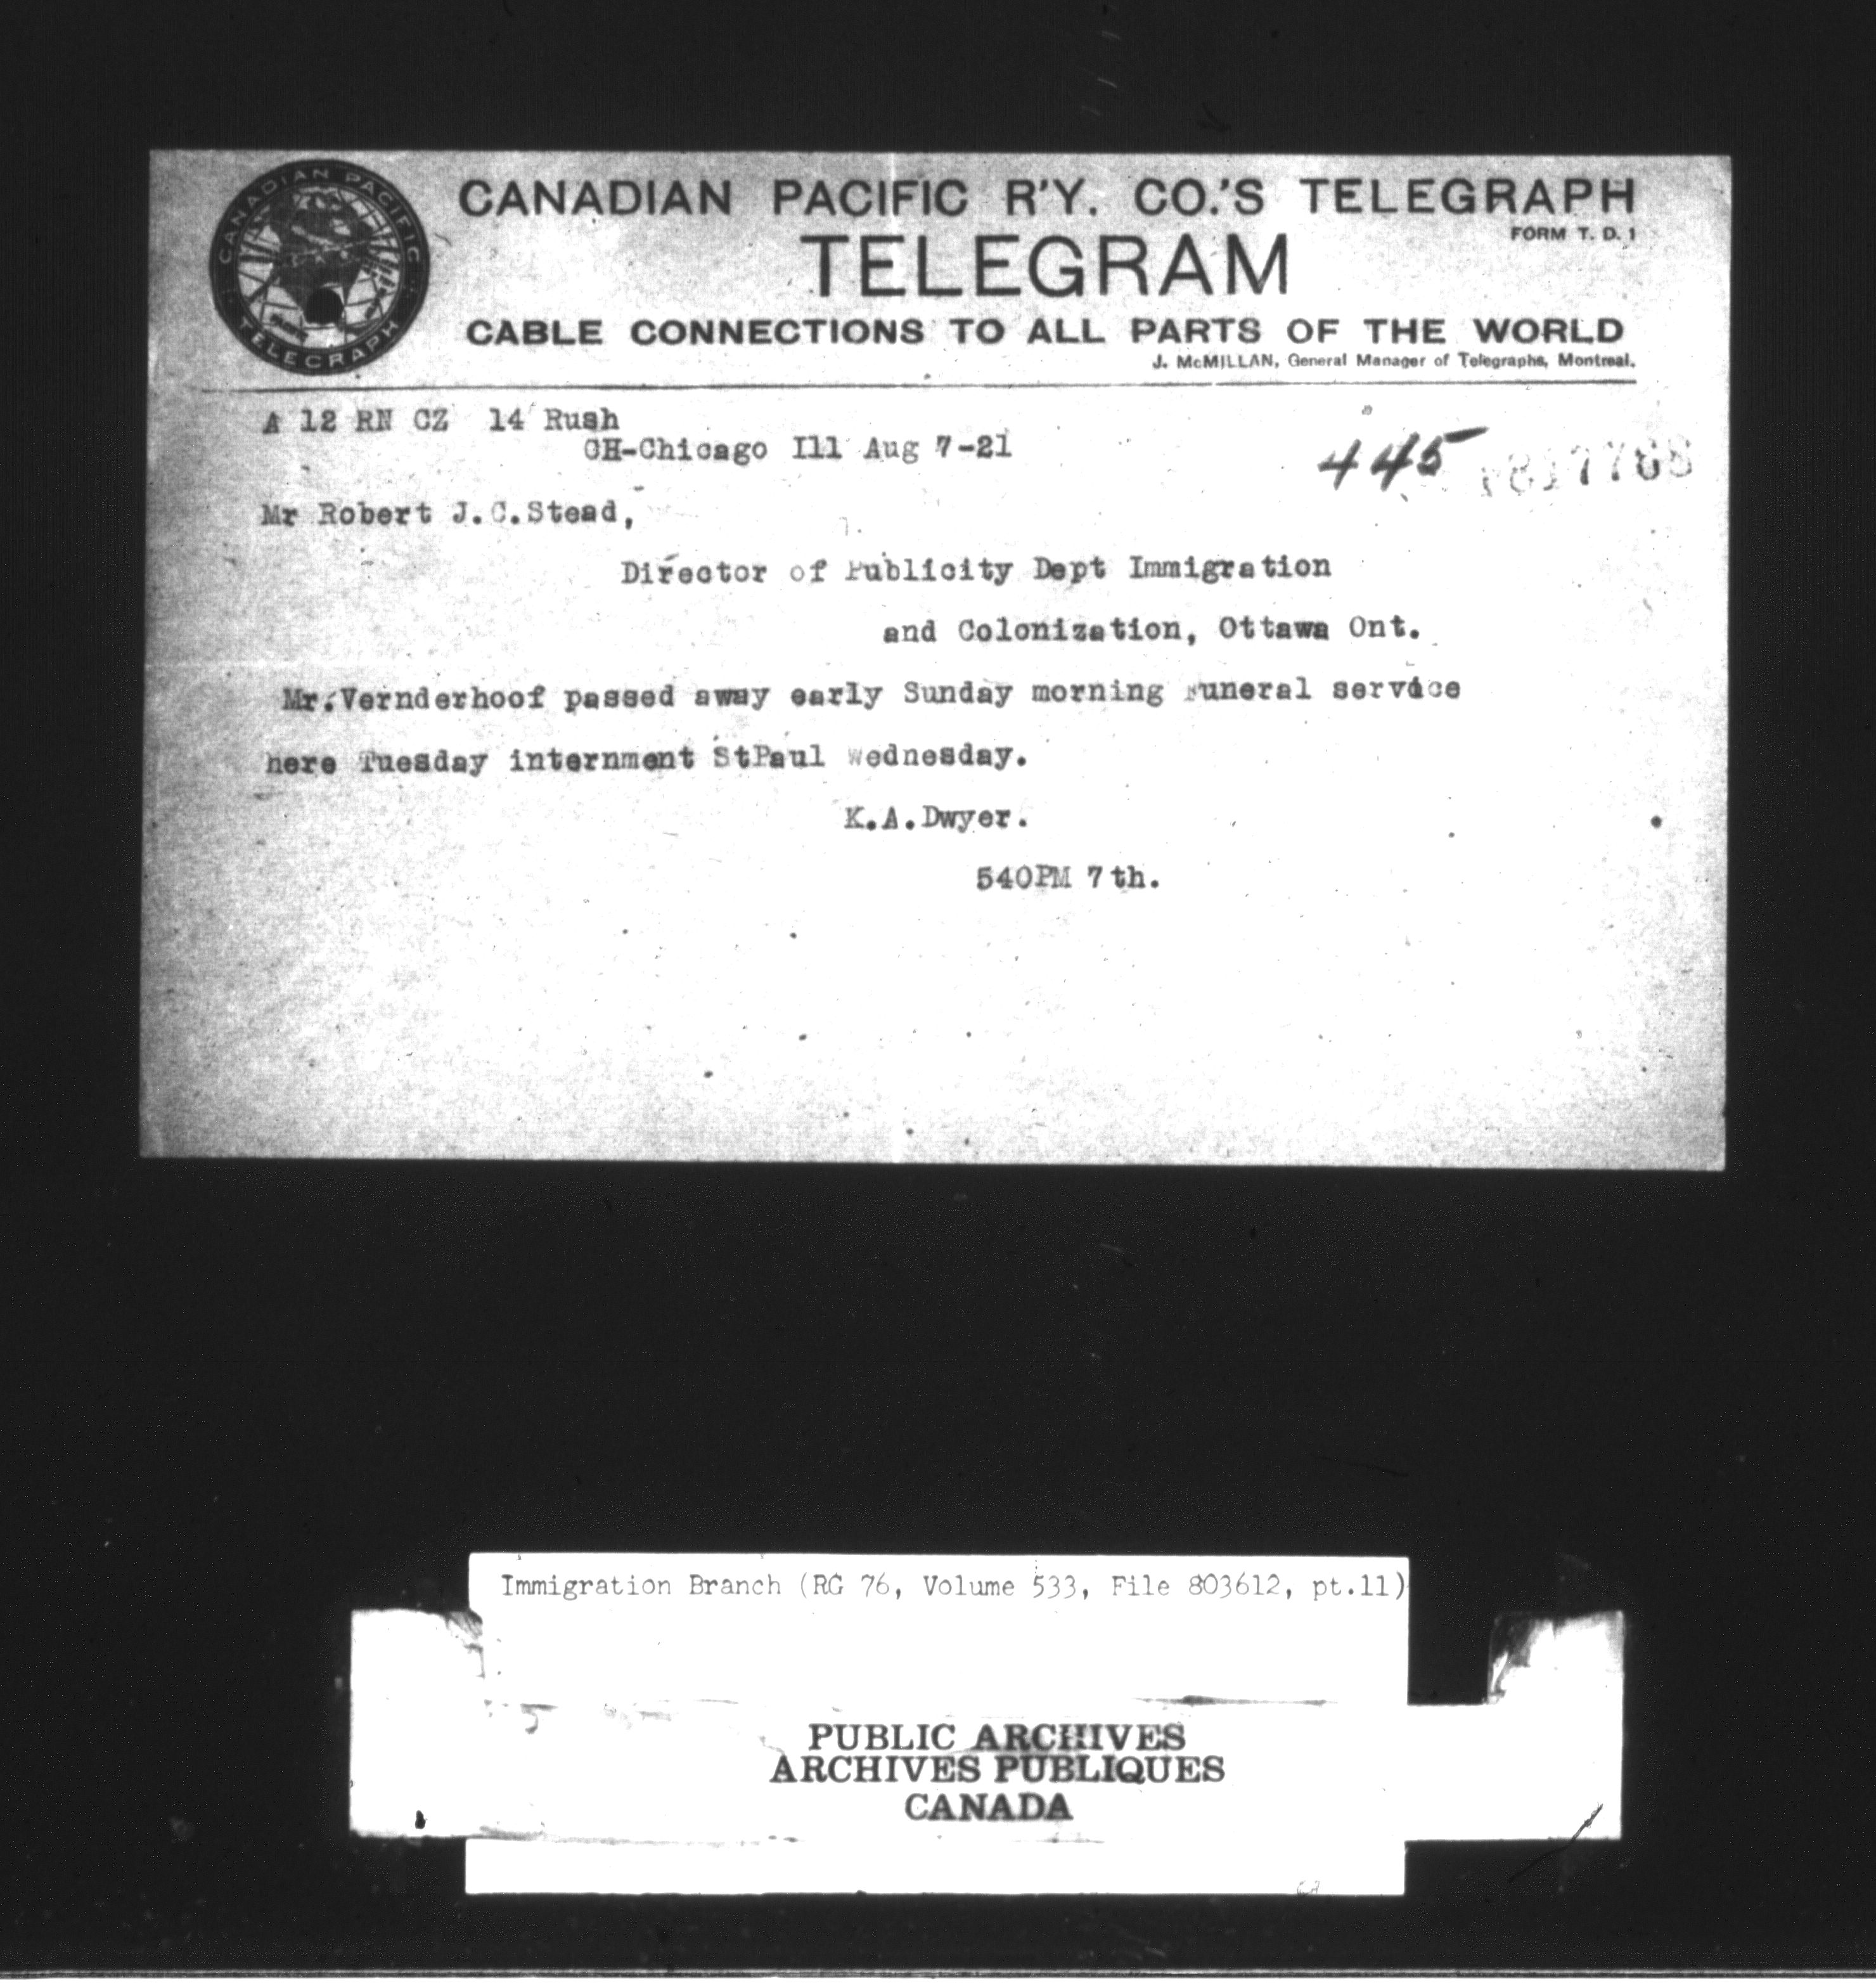 CANADIAN PACIFIC
TELEGRAPH
CANADIAN PACIFIC R'Y. CO.'S TELEGRAPH
FORM T. D. 1
TELEGRAM
CABLE CONNECTIONS TO ALL PARTS OF THE WORLD
J. McMILLAN, General Manager of Telegraphs, Montreal.
A 12 RN CZ 14 Rush
CH-Chicago Ill Aug 7-21
445
Mr Robert J.C.Stead,
Director of Publicity Dept Immigration
and Colonization, Ottawa Ont.
Mr.Vernderhoof passed away early Sunday morning funeral service
here Tuesday internment StPaul Wednesday.
K.A.Dwyer.
540PM 7th.
Immigration Branch (RG 76, Volume 533, File 803612, pt.11)
PUBLIC ARCHIVES
ARCHIVES PUBLIQUES
CANADA